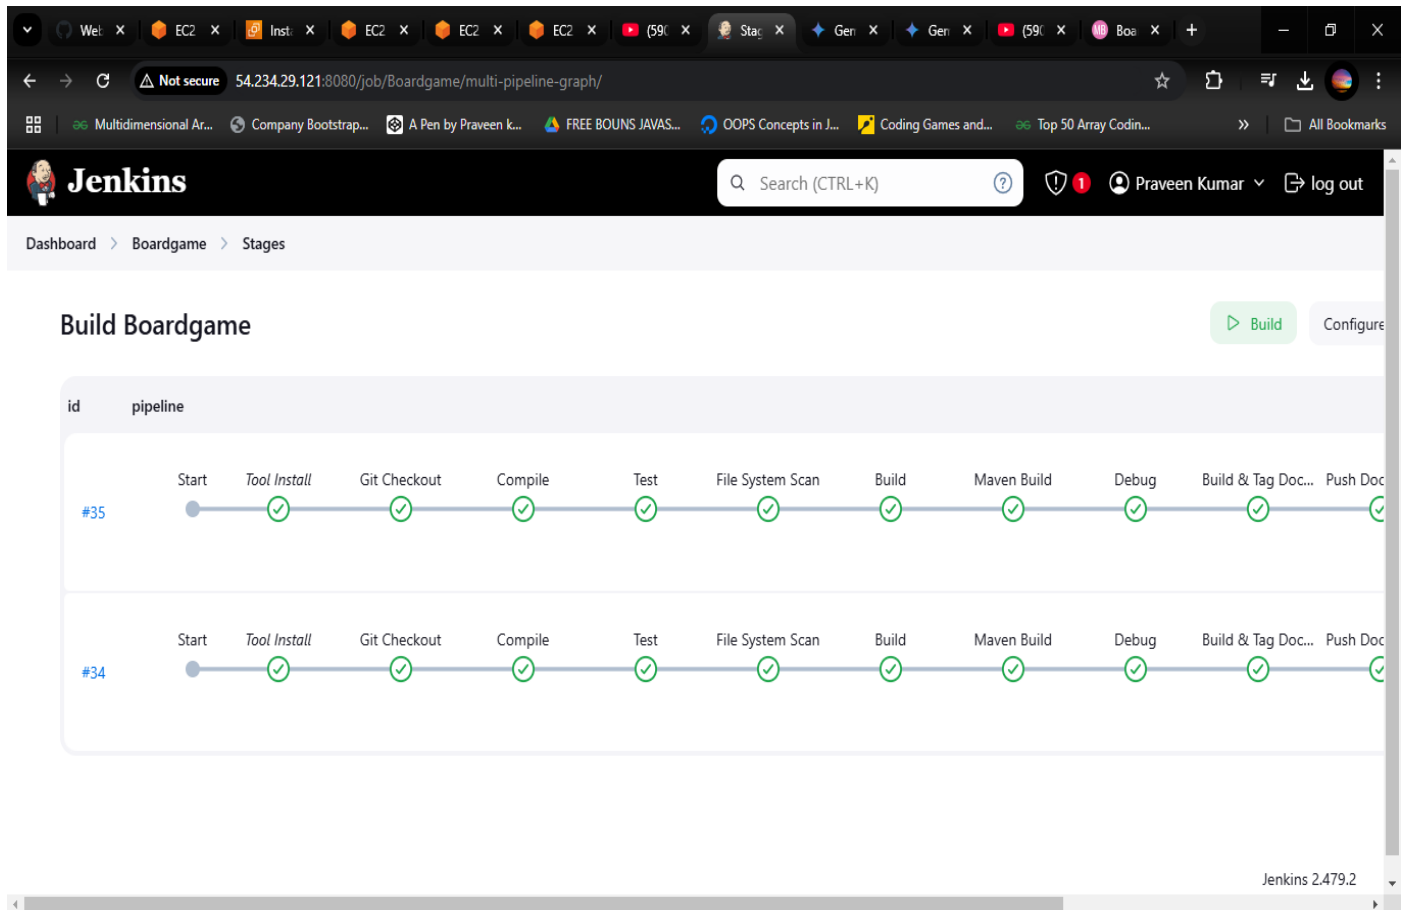 Web EC2 Inst EC2 EC2 EC2 (590 Stag Gem Gem (590 MB Boa
Not secure 54.234.29.121:8080/job/Boardgame/multi-pipeline-graph/
Multidimensional Ar... Company Bootstrap... A Pen by Praveen k... FREE BOUNS JAVAS... OOPS Concepts in J... Coding Games and... Top 50 Array Codin... » All Bookmarks
Jenkins Search (CTRL+K) 1 Praveen Kumar log out
Dashboard Boardgame Stages
Build Boardgame Build Configure
id pipeline
Start Tool Install Git Checkout Compile Test File System Scan Build Maven Build Debug Build & Tag Doc... Push Doc
#35
Start Tool Install Git Checkout Compile Test File System Scan Build Maven Build Debug Build & Tag Doc... Push Doc
#34
Jenkins 2.479.2